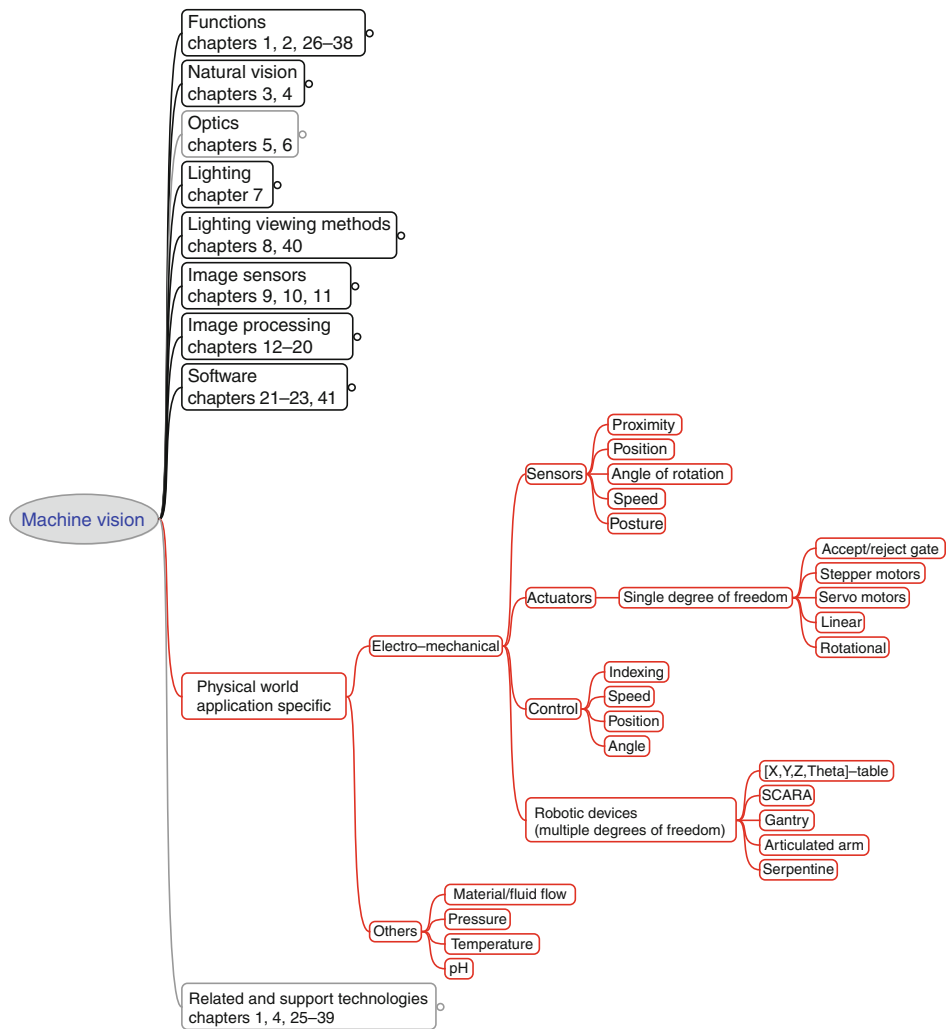 Functions
chapters 1, 2, 26–38
Natural vision
chapters 3, 4
Optics
chapters 5, 6
Lighting
chapter 7
Lighting viewing methods
chapters 8, 40
Image sensors
chapters 9, 10, 11
Image processing
chapters 12–20
Software
chapters 21–23, 41
Machine vision
Physical world
application specific
Electro–mechanical
Sensors
Proximity
Position
Angle of rotation
Speed
Posture
Actuators
Single degree of freedom
Accept/reject gate
Stepper motors
Servo motors
Linear
Rotational
Control
Indexing
Speed
Position
Angle
Robotic devices
(multiple degrees of freedom)
[X,Y,Z,Theta]–table
SCARA
Gantry
Articulated arm
Serpentine
Others
Material/fluid flow
Pressure
Temperature
pH
Related and support technologies
chapters 1, 4, 25–39